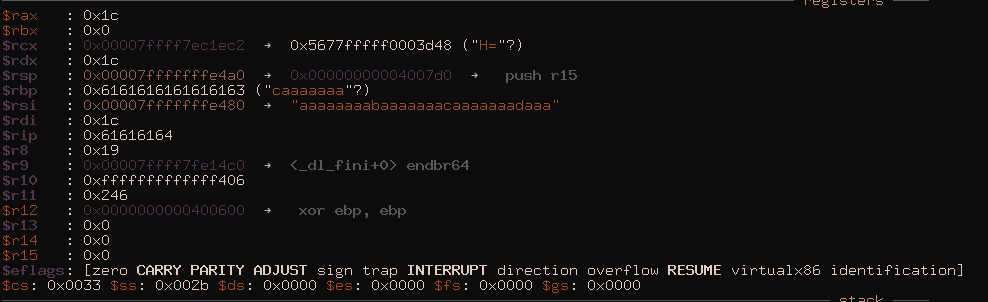 registers
$rax : 0x1c
$rbx : 0x0
$rcx : 0x00007ffff7ec1ec2 → 0x5677fffff0003d48 ("H="?)
$rdx : 0x1c
$rsp : 0x00007fffffffe4a0 → 0x00000000004007d0 → push r15
$rbp : 0x6161616161616163 ("caaaaaaa"?)
$rsi : 0x00007fffffffe480 → "aaaaaaaabaaaaaaacaaaaaaadaaa"
$rdi : 0x1c
$rip : 0x61616164
$r8 : 0x19
$r9 : 0x00007ffff7fe14c0 → <_dl_fini+0> endbr64
$r10 : 0xfffffffffffff406
$r11 : 0x246
$r12 : 0x0000000000400600 → xor ebp, ebp
$r13 : 0x0
$r14 : 0x0
$r15 : 0x0
$eflags: [zero CARRY PARITY ADJUST sign trap INTERRUPT direction overflow RESUME virtualx86 identification]
$cs: 0x0033 $ss: 0x002b $ds: 0x0000 $es: 0x0000 $fs: 0x0000 $gs: 0x0000
stack